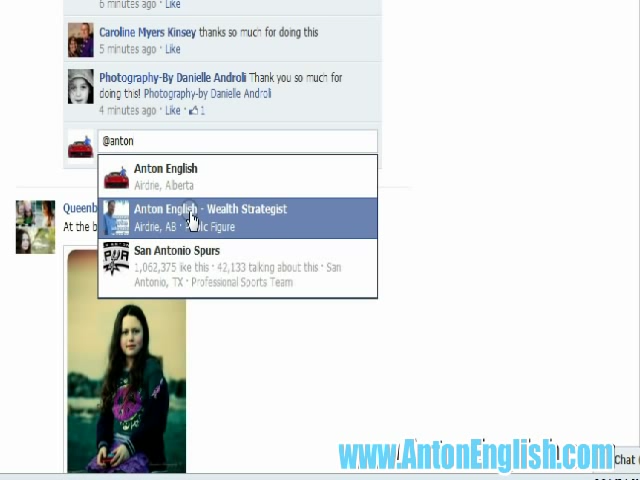 6 minutes ago · Like
Caroline Myers Kinsey thanks so much for doing this
5 minutes ago · Like
Photography-By Danielle Androli Thank you so much for
doing this! Photography-by Danielle Androli
4 minutes ago · Like · 1
@anton
Anton English
Airdrie, Alberta
Anton English - Wealth Strategist
Airdrie, AB · Public Figure
San Antonio Spurs
1,062,375 like this · 42,133 talking about this · San
Antonio, TX · Professional Sports Team
Queenb
At the b
www.AntonEnglish.com
Chat